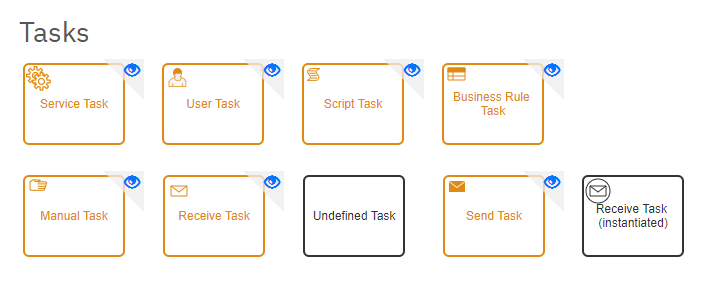 Tasks
Service Task
User Task
Script Task
Business Rule
Task
Manual Task
Receive Task
Undefined Task
Send Task
Receive Task
(instantiated)